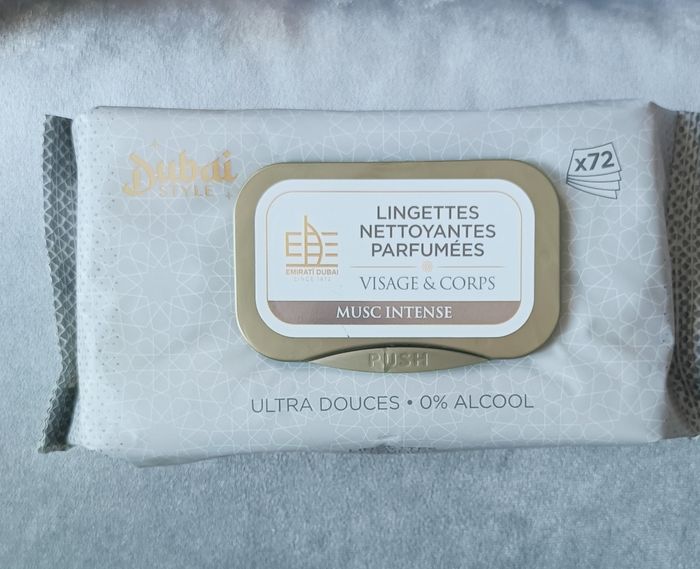 Dubai
STYLE
x72
LINGETTES
NETTOYANTES
PARFUMÉES
VISAGE & CORPS
MUSC INTENSE
EMIRATI DUBAI
PUSH
ULTRA DOUCES • 0% ALCOOL